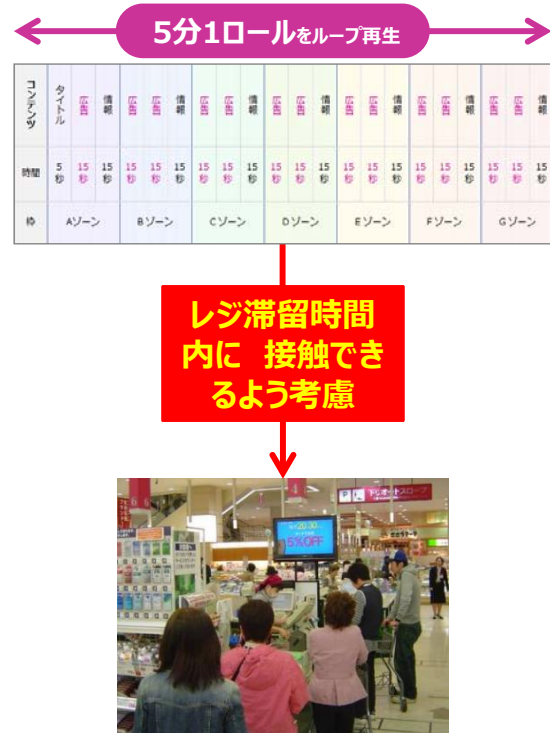 5分1ロールをループ再生
コンテンツ タイトル 広告 情報 広告 広告 情報 広告 広告 情報 広告 広告 情報 広告 広告 情報 広告 広告 情報 広告 広告 情報
時間 5秒 15秒 15秒 15秒 15秒 15秒 15秒 15秒 15秒 15秒 15秒 15秒 15秒 15秒 15秒 15秒 15秒 15秒 15秒 15秒 15秒
枠 Aゾーン Bゾーン Cゾーン Dゾーン Eゾーン Fゾーン Gゾーン
レジ滞留時間
内に 接触でき
るよう考慮
4
P
20:30
5%OFF